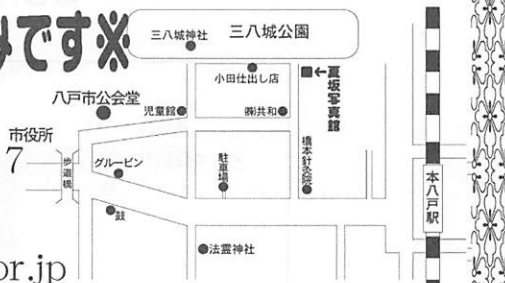 みです※
三八城神社
三八城公園
小田仕出し店
←夏坂写真館
八戸市公会堂
児童館
㈱共和
市役所
7
歩道橋
グルービン
駐車場
橋本針灸院
本八戸駅
鼓
法霊神社
or.jp